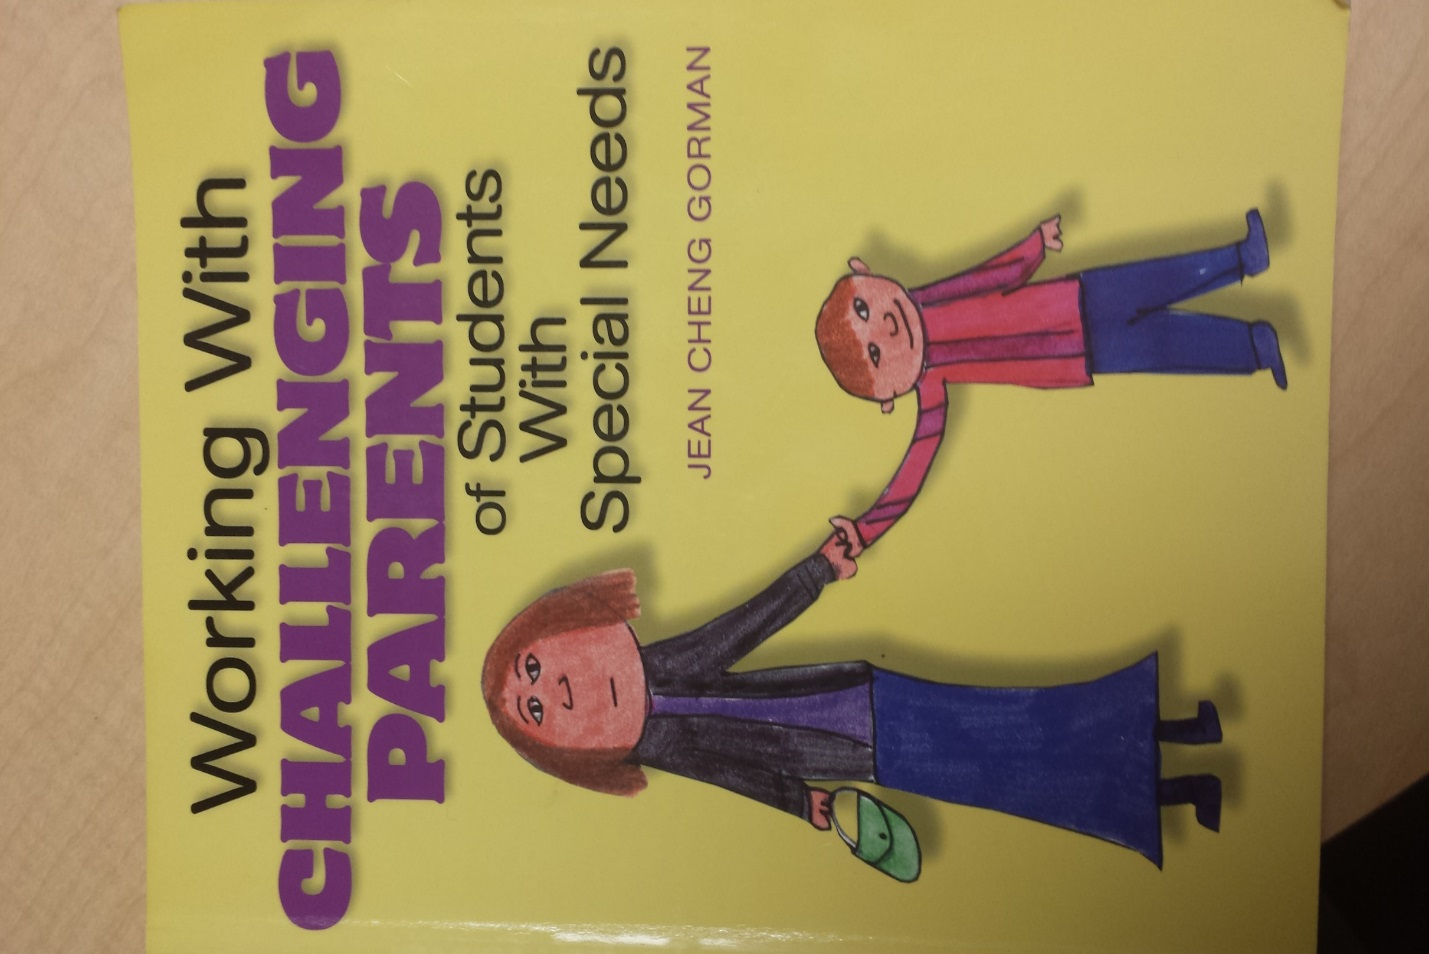 Working With
CHALLENGING
PARENTS
of Students
With
Special Needs
JEAN CHENG GORMAN